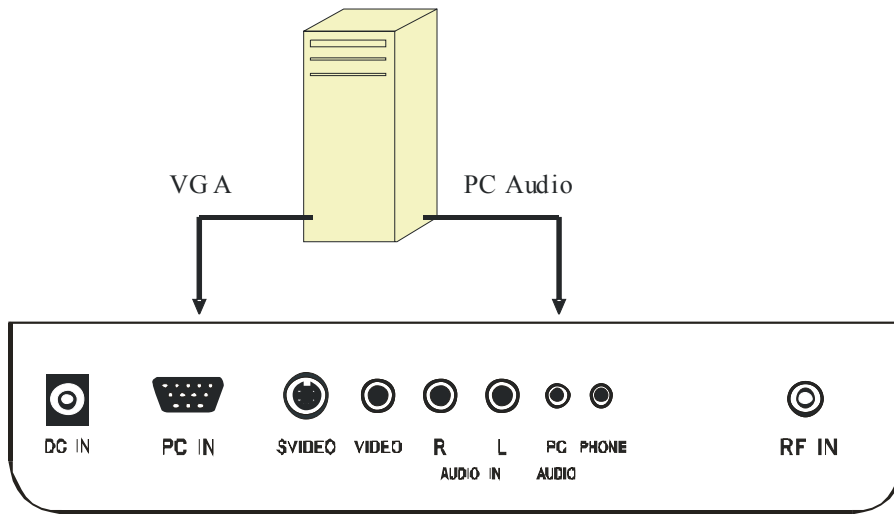 VGA PC Audio
DC IN PC IN SVIDEO VIDEO R L PC PHONE RF IN
AUDIO IN AUDIO